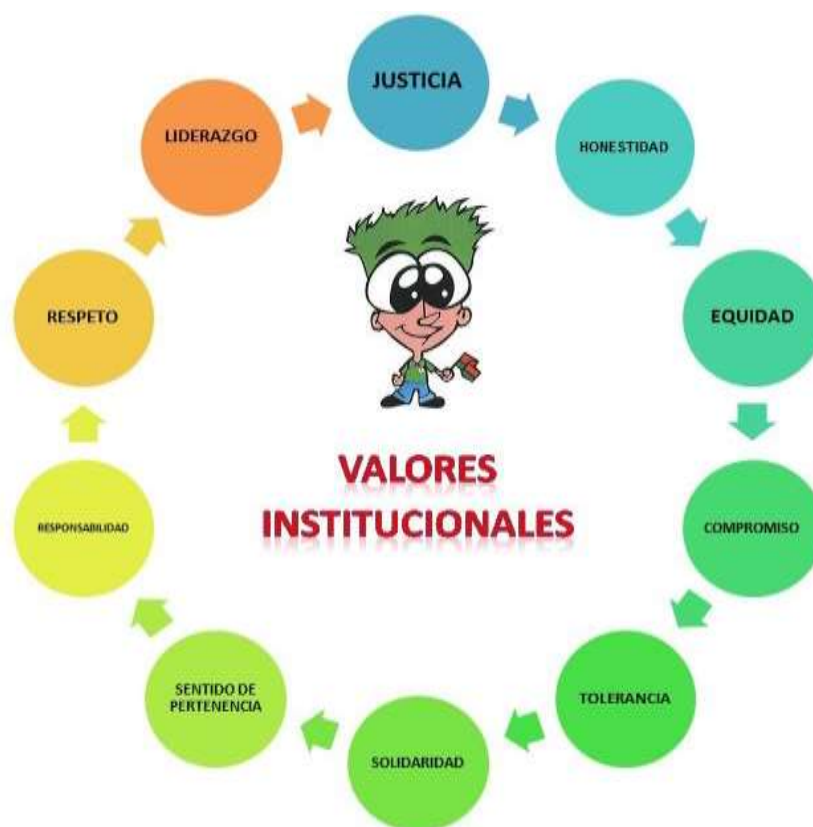 JUSTICIA
HONESTIDAD
EQUIDAD
COMPROMISO
TOLERANCIA
SOLIDARIDAD
SENTIDO DE
PERTENENCIA
RESPONSABILIDAD
RESPETO
LIDERAZGO
VALORES
INSTITUCIONALES